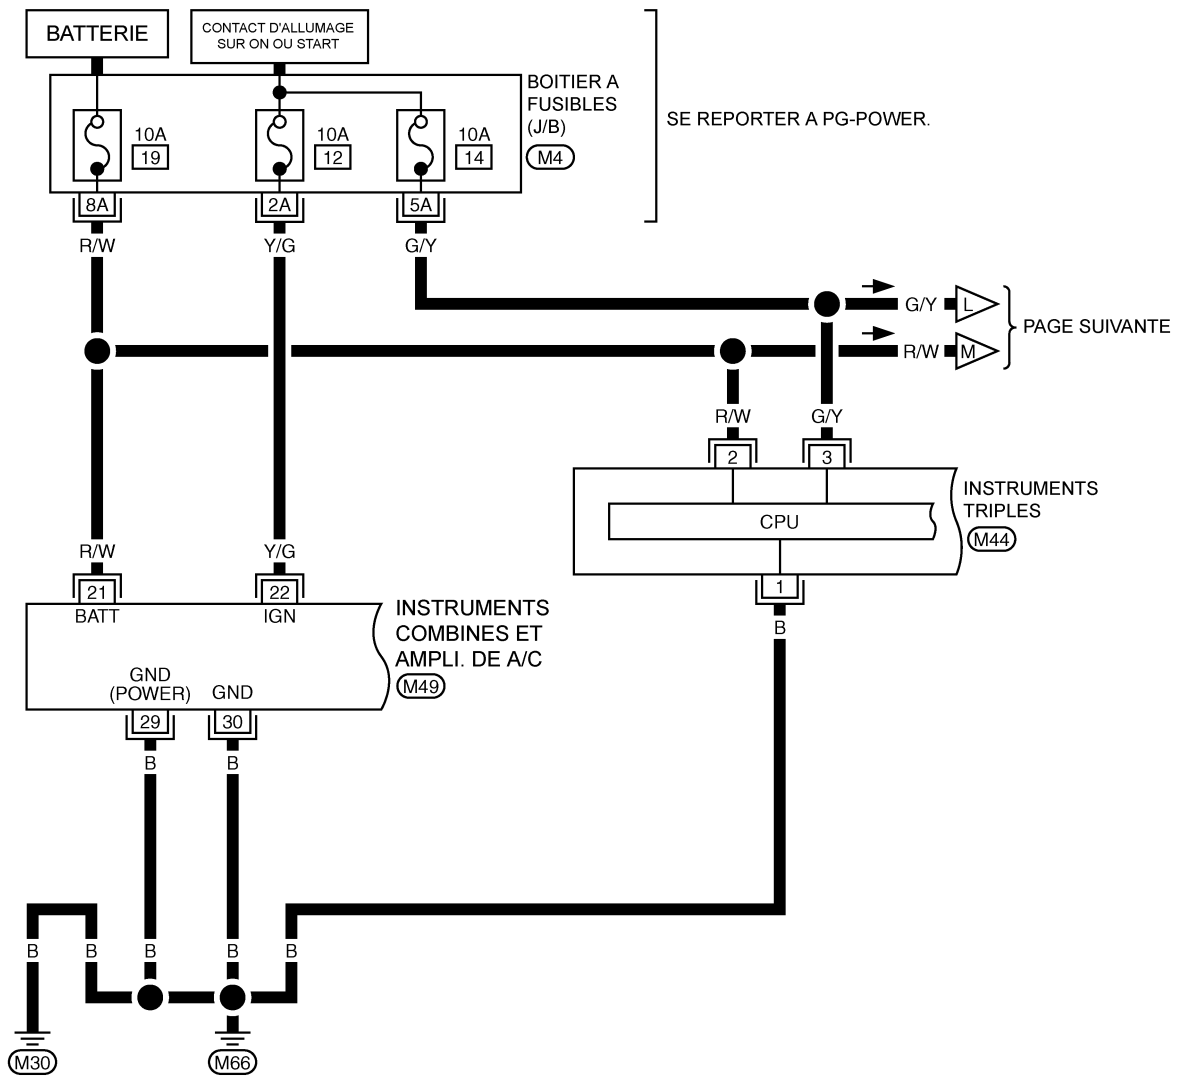 BATTERIE
CONTACT D'ALLUMAGE
SUR ON OU START
BOITIER A
FUSIBLES
(J/B)
M4
10A
19
10A
12
10A
14
SE REPORTER A PG-POWER.
8A
2A
5A
R/W
Y/G
G/Y
G/Y
L
R/W
M
PAGE SUIVANTE
R/W
G/Y
2
3
INSTRUMENTS
TRIPLES
M44
CPU
1
B
R/W
Y/G
21
22
BATT
IGN
INSTRUMENTS
COMBINES ET
AMPLI. DE A/C
M49
GND
(POWER)
GND
29
30
B
B
B
B
B
B
B
M30
M66